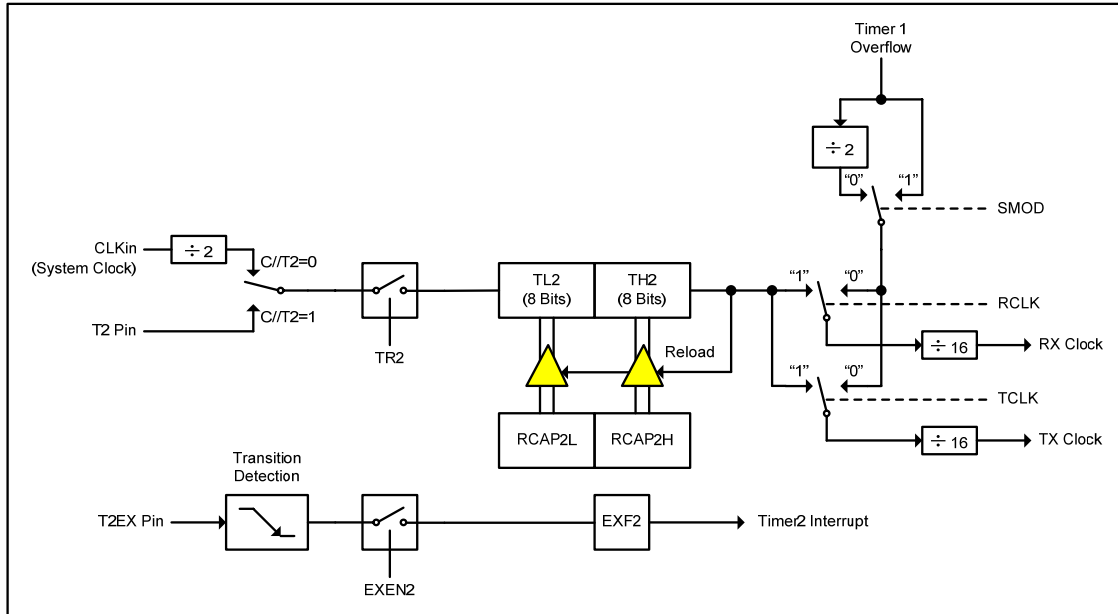 Timer 1
Overflow
÷ 2
“0”
“1”
SMOD
CLKin
(System Clock)
÷ 2
C//T2=0
C//T2=1
T2 Pin
TR2
TL2
(8 Bits)
TH2
(8 Bits)
Reload
RCAP2L
RCAP2H
“1”
“0”
RCLK
÷ 16
RX Clock
“1”
“0”
TCLK
÷ 16
TX Clock
Transition
Detection
T2EX Pin
EXEN2
EXF2
Timer2 Interrupt